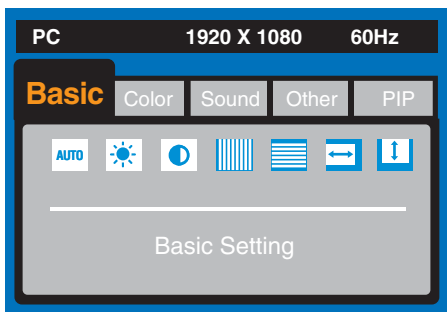 PC 1920 X 1080 60Hz
Basic Color Sound Other PIP
AUTO
Basic Setting